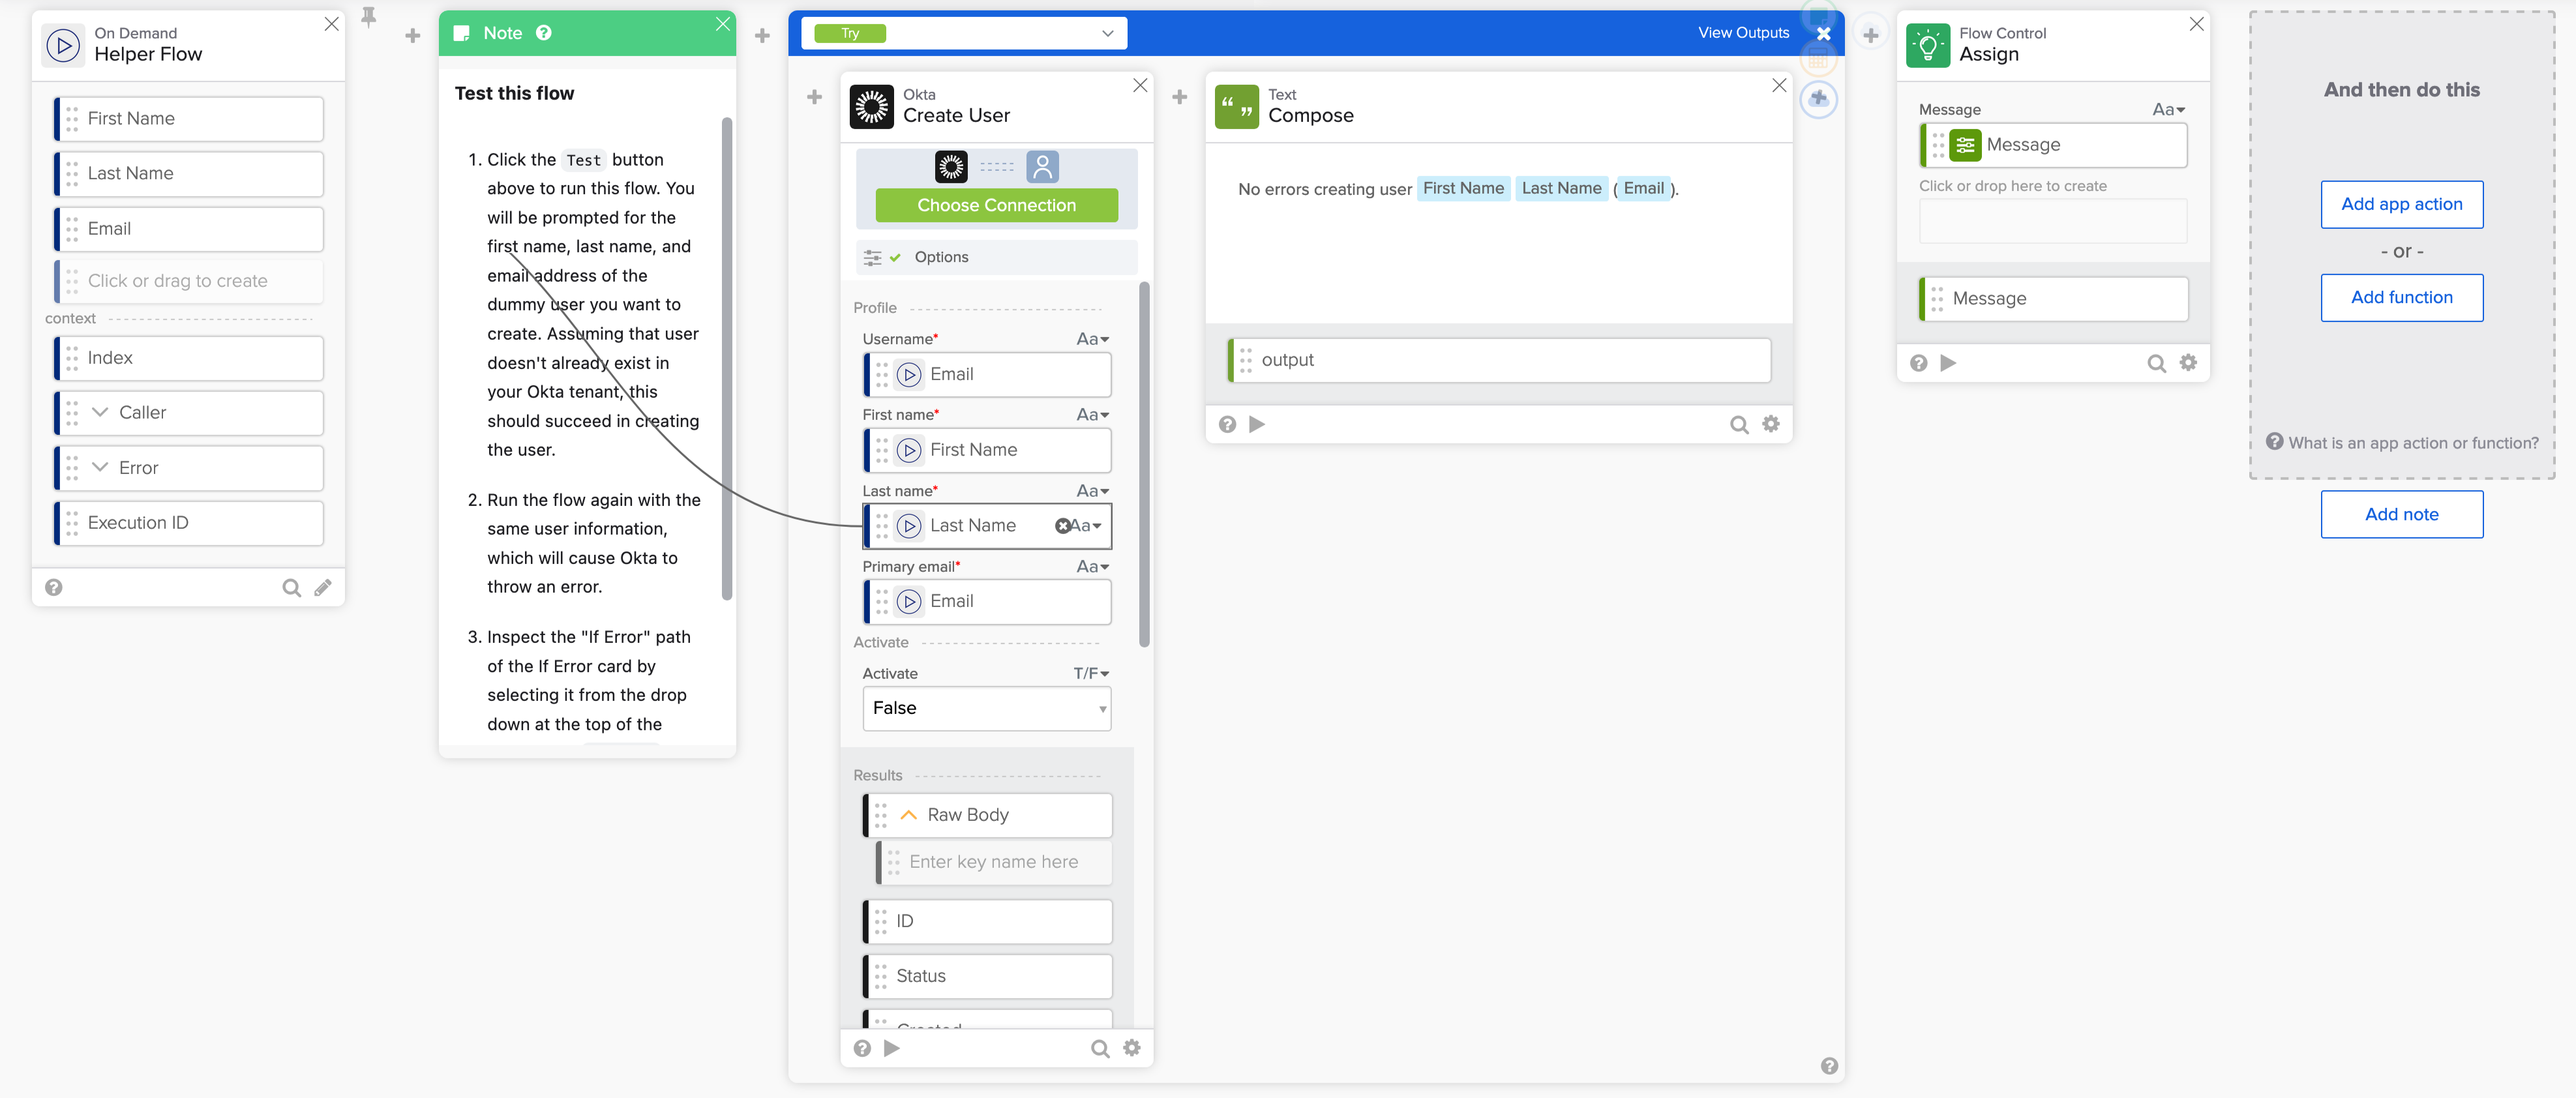 On Demand
Helper Flow
First Name
Last Name
Email
Click or drag to create
context
Index
Caller
Error
Execution ID
Note
Test this flow
1. Click the Test button
above to run this flow. You
will be prompted for the
first name, last name, and
email address of the
dummy user you want to
create. Assuming that user
doesn't already exist in
your Okta tenant, this
should succeed in creating
the user.
2. Run the flow again with the
same user information,
which will cause Okta to
throw an error.
3. Inspect the "If Error" path
of the If Error card by
selecting it from the drop
down at the top of the
Try
View Outputs
Okta
Create User
Choose Connection
Options
Profile
Username* Aa
Email
First name* Aa
First Name
Last name* Aa
Last Name Aa
Primary email* Aa
Email
Activate
Activate T/F
False
Results
Raw Body
Enter key name here
ID
Status
Created
Text
Compose
No errors creating user First Name Last Name ( Email ).
output
Flow Control
Assign
Message Aa
Message
Click or drop here to create
Message
And then do this
Add app action
- or -
Add function
What is an app action or function?
Add note